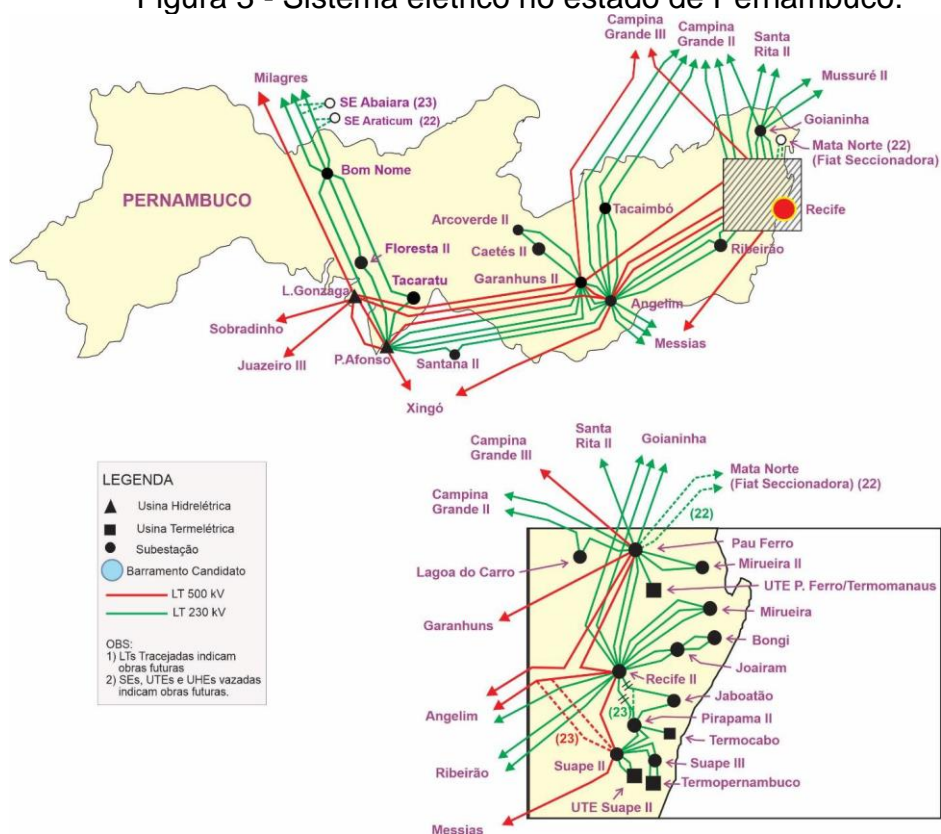 Figura 3 - Sistema elétrico no estado de Pernambuco.
Campina
Grande III
Campina
Grande II
Santa
Rita II
Mussuré II
Milagres
SE Abaiara (23)
SE Araticum (22)
Goianinha
Mata Norte (22)
(Fiat Seccionadora)
Bom Nome
PERNAMBUCO
Recife
Tacaimbó
Arcoverde II
Floresta II
Caetés II
Ribeirão
Tacaratu
Garanhuns II
L.Gonzaga
Angelim
Sobradinho
Messias
Juazeiro III
P.Afonso
Santana II
Xingó
Campina
Grande III
Santa
Rita II
Goianinha
Mata Norte
(Fiat Seccionadora) (22)
Campina
Grande II
(22)
Pau Ferro
Lagoa do Carro
Mirueira II
UTE P. Ferro/Termomanaus
Garanhuns
Mirueira
Bongi
Joairam
Recife II
Jaboatão
Angelim
(23)
Pirapama II
(23)
Termocabo
Ribeirão
Suape II
Suape III
Termopernambuco
UTE Suape II
Messias
LEGENDA
Usina Hidrelétrica
Usina Termelétrica
Subestação
Barramento Candidato
LT 500 kV
LT 230 kV
OBS:
1) LTs Tracejadas indicam
obras futuras
2) SEs, UTEs e UHEs vazadas
indicam obras futuras.